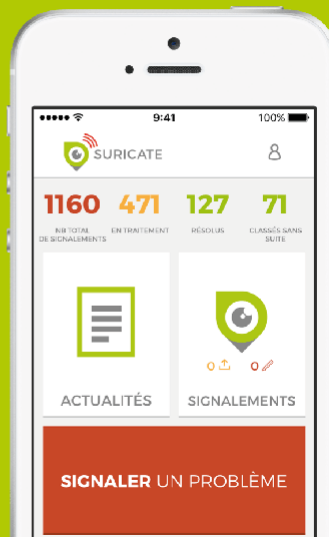 9:41
100%
SURICATE
1160 471 127 71
NB TOTAL
DE SIGNALEMENTS
EN TRAITEMENT
RÉSOLUS
CLASSÉS SANS
SUITE
0 0
ACTUALITÉS
SIGNALEMENTS
SIGNALER UN PROBLÈME